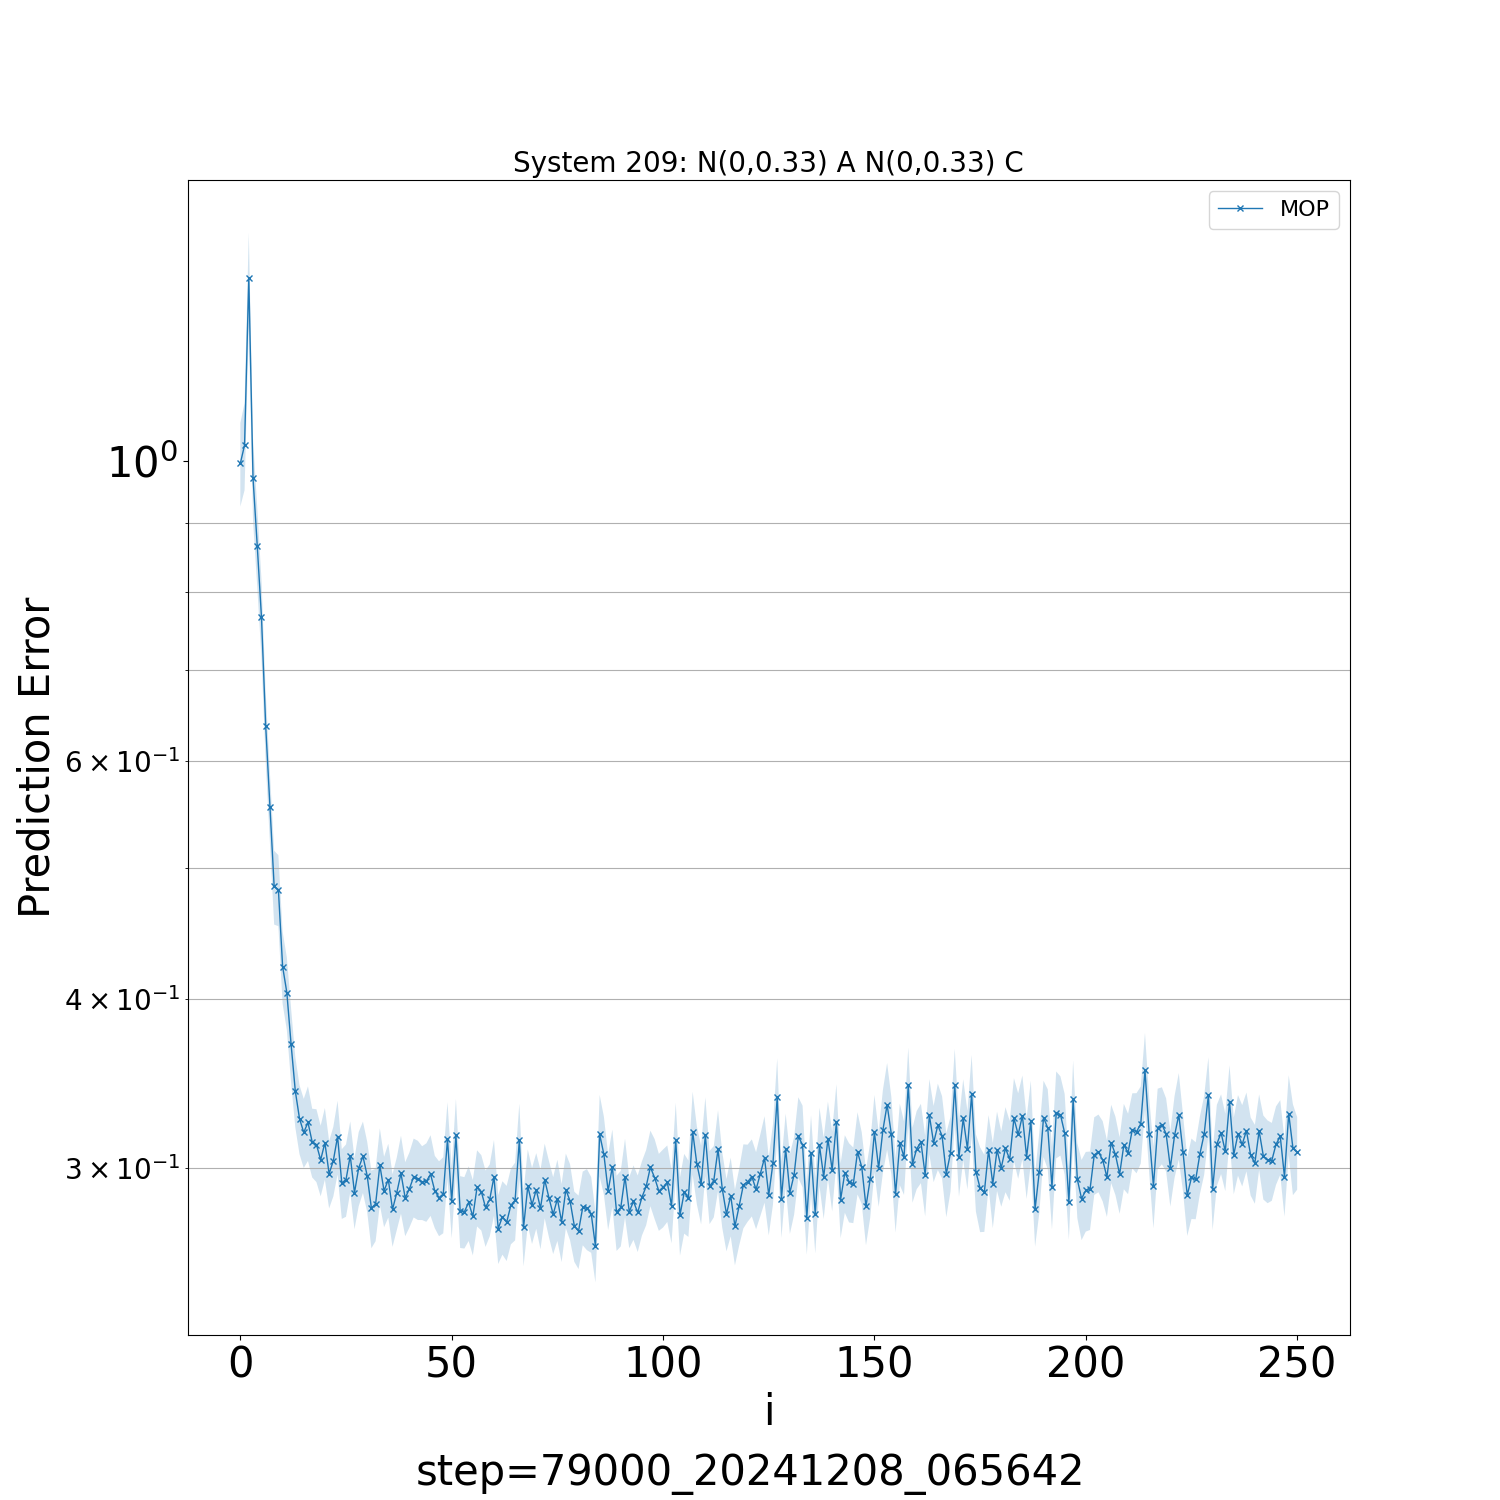 System 209: N(0,0.33) A N(0,0.33) C
MOP
10⁰
6 × 10⁻¹
4 × 10⁻¹
3 × 10⁻¹
Prediction Error
0 50 100 150 200 250
i
step=79000_20241208_065642